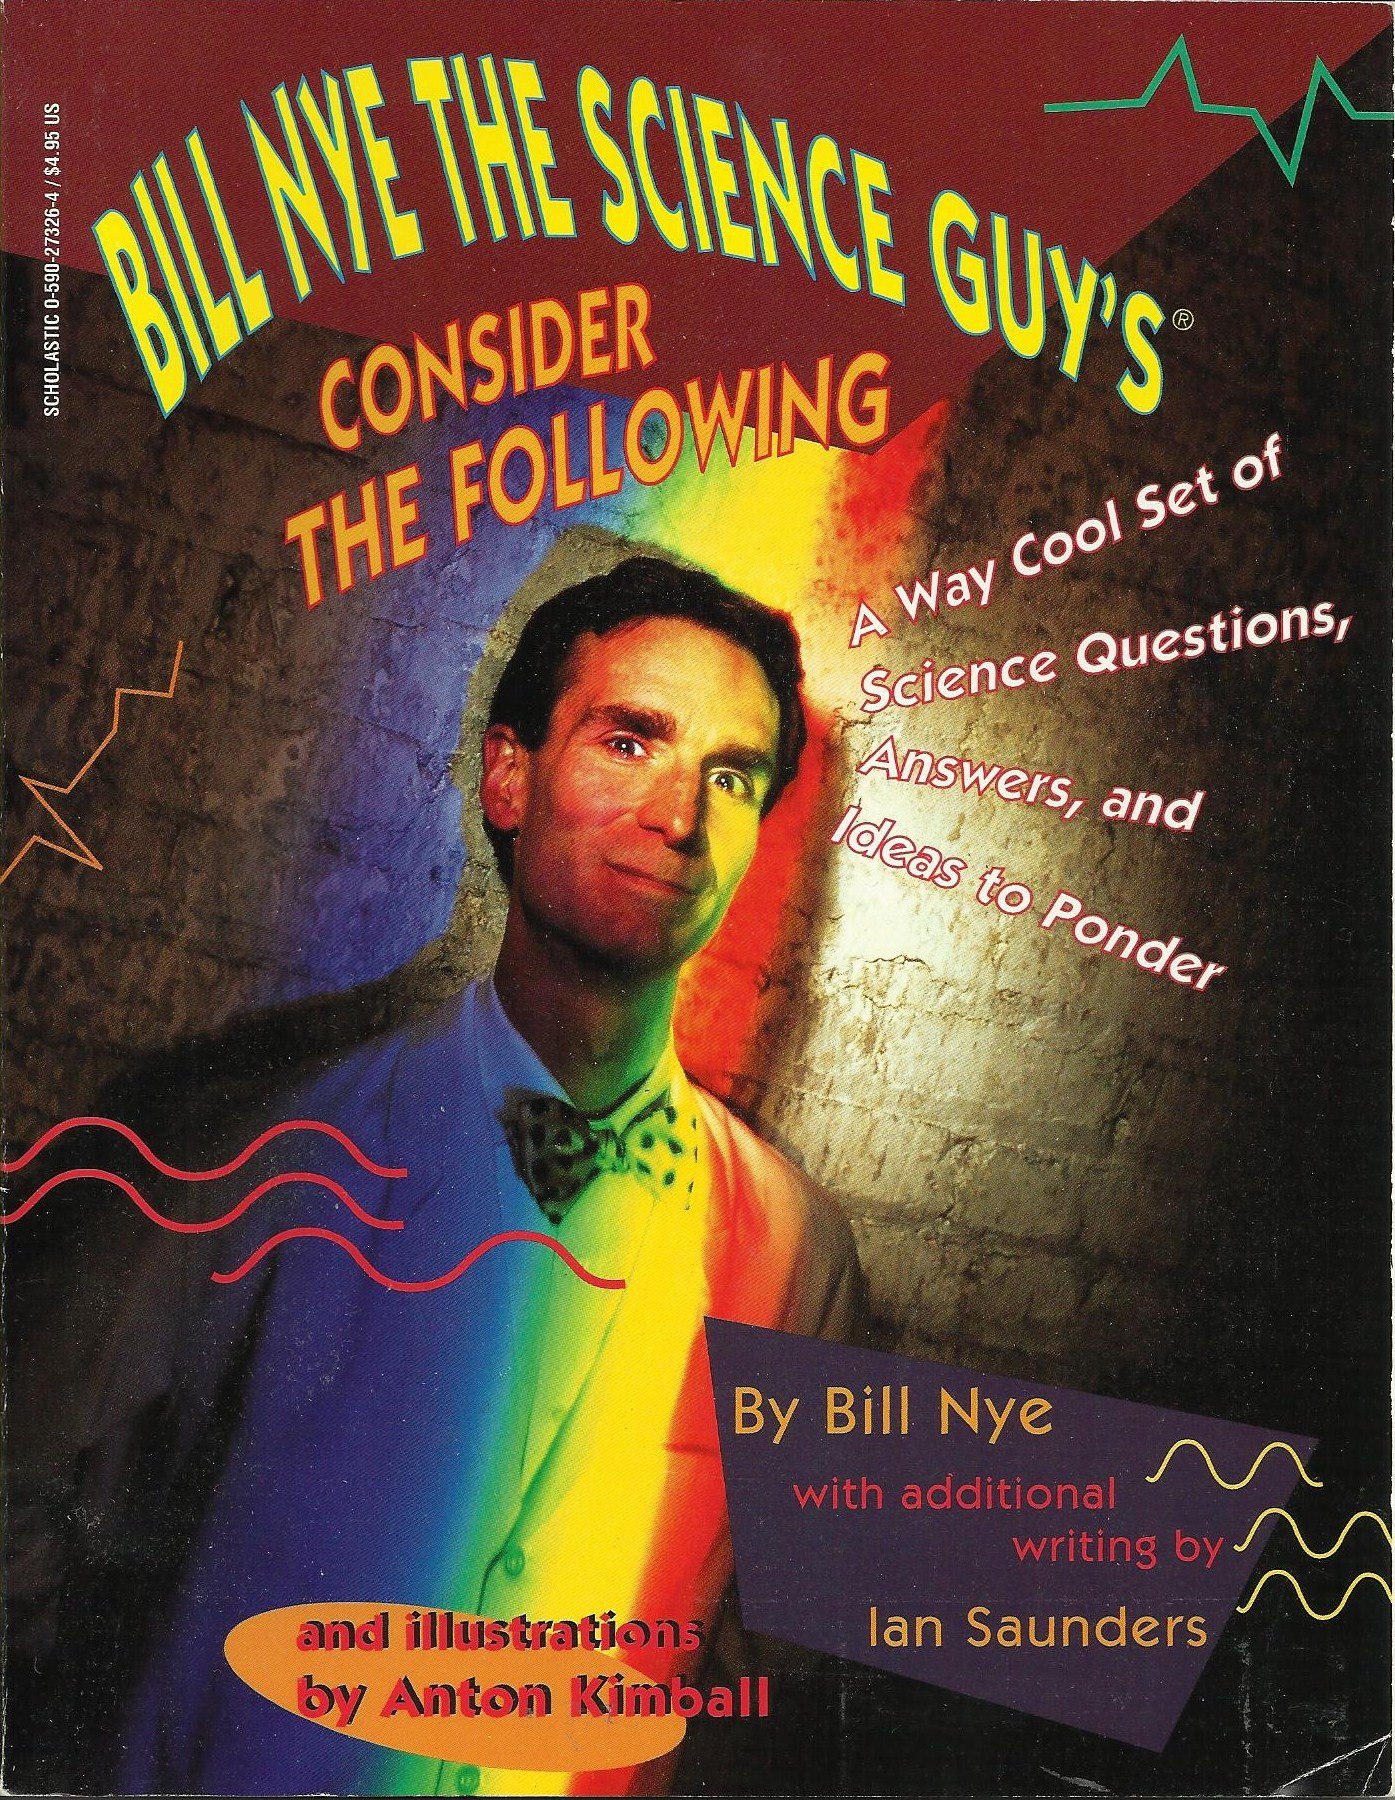 SCHOLASTIC 0-590-27326-4 / $4.95 US
BILL NYE THE SCIENCE GUY'S®
CONSIDER
THE FOLLOWING
A Way Cool Set of
Science Questions,
Answers, and
Ideas to Ponder
By Bill Nye
with additional
writing by
Ian Saunders
and illustrations
by Anton Kimball